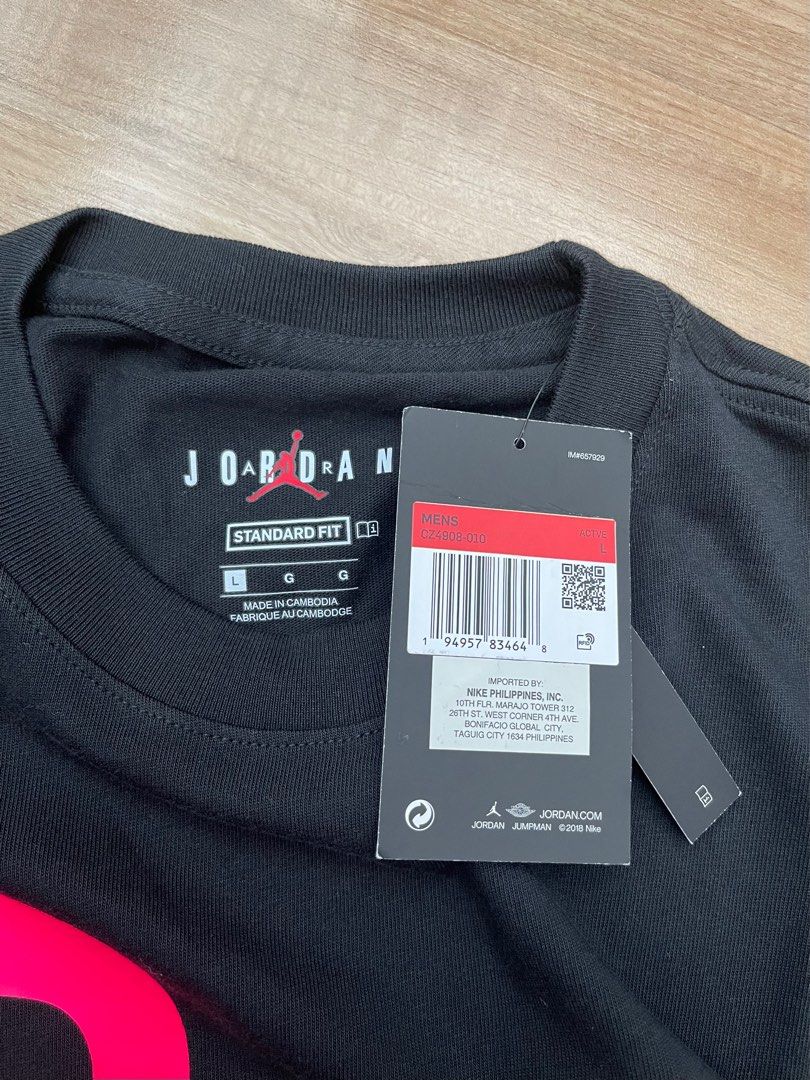 JORDAN
AIR
STANDARD FIT
L G G
MADE IN CAMBODIA
FABRIQUE AU CAMBODGE
IM#657929
MENS
CZ4908-010
ACTVE
L
1 94957 83464 8
RFID
IMPORTED BY:
NIKE PHILIPPINES, INC.
10TH FLR. MARAJO TOWER 312
26TH ST. WEST CORNER 4TH AVE.
BONIFACIO GLOBAL CITY,
TAGUIG CITY 1634 PHILIPPINES
JORDAN.COM
JORDAN JUMPMAN ©2018 Nike